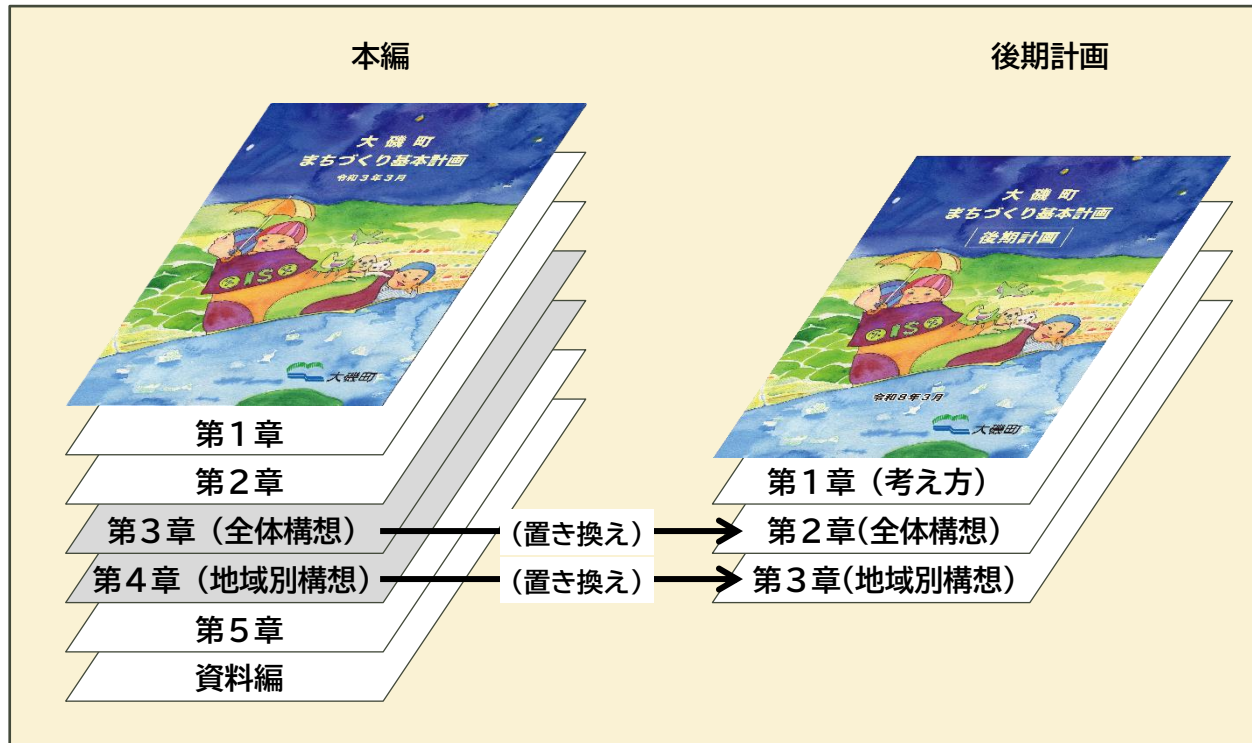 本編
大磯町
まちづくり基本計画
令和3年3月
OISO
大磯町
第1章
第2章
第3章（全体構想）
第4章（地域別構想）
第5章
資料編
（置き換え）
（置き換え）
後期計画
大磯町
まちづくり基本計画
後期計画
OISO
令和8年3月
大磯町
第1章（考え方）
第2章(全体構想）
第3章(地域別構想）